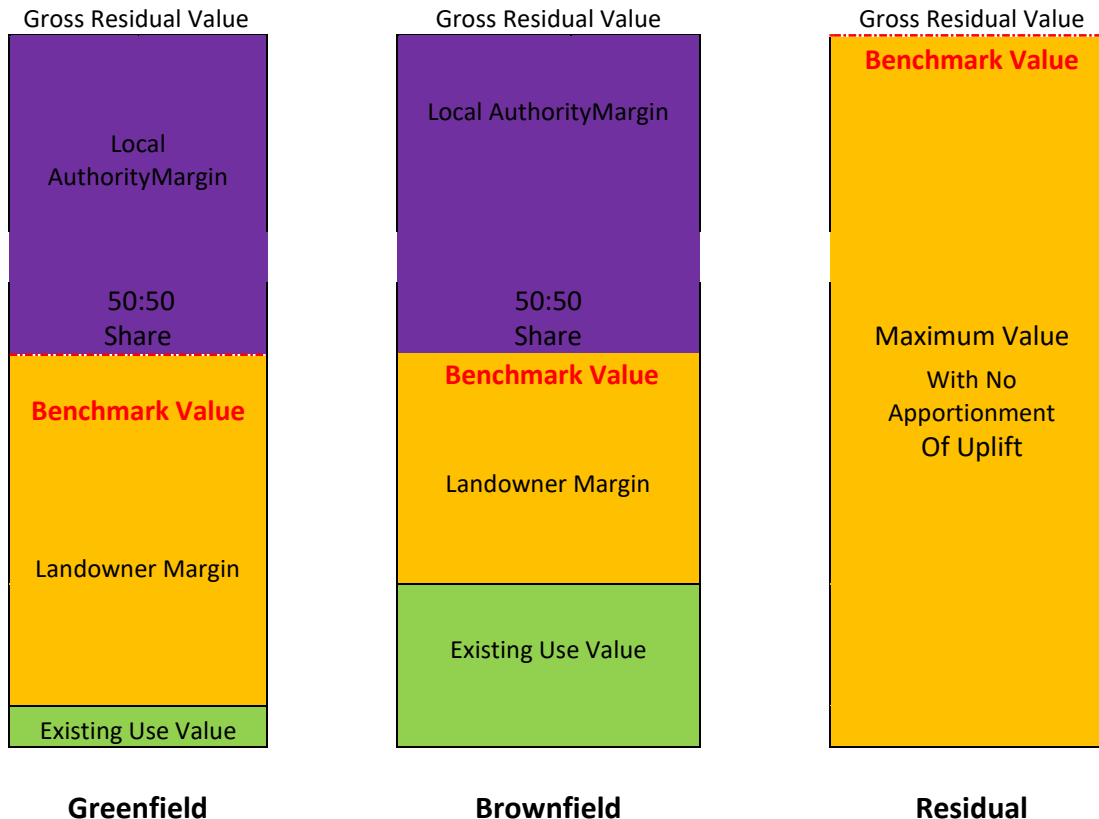 Gross Residual Value
Local
AuthorityMargin
50:50
Share
Benchmark Value
Landowner Margin
Existing Use Value
Greenfield
Gross Residual Value
Local AuthorityMargin
50:50
Share
Benchmark Value
Landowner Margin
Existing Use Value
Brownfield
Gross Residual Value
Benchmark Value
Maximum Value
With No
Apportionment
Of Uplift
Residual